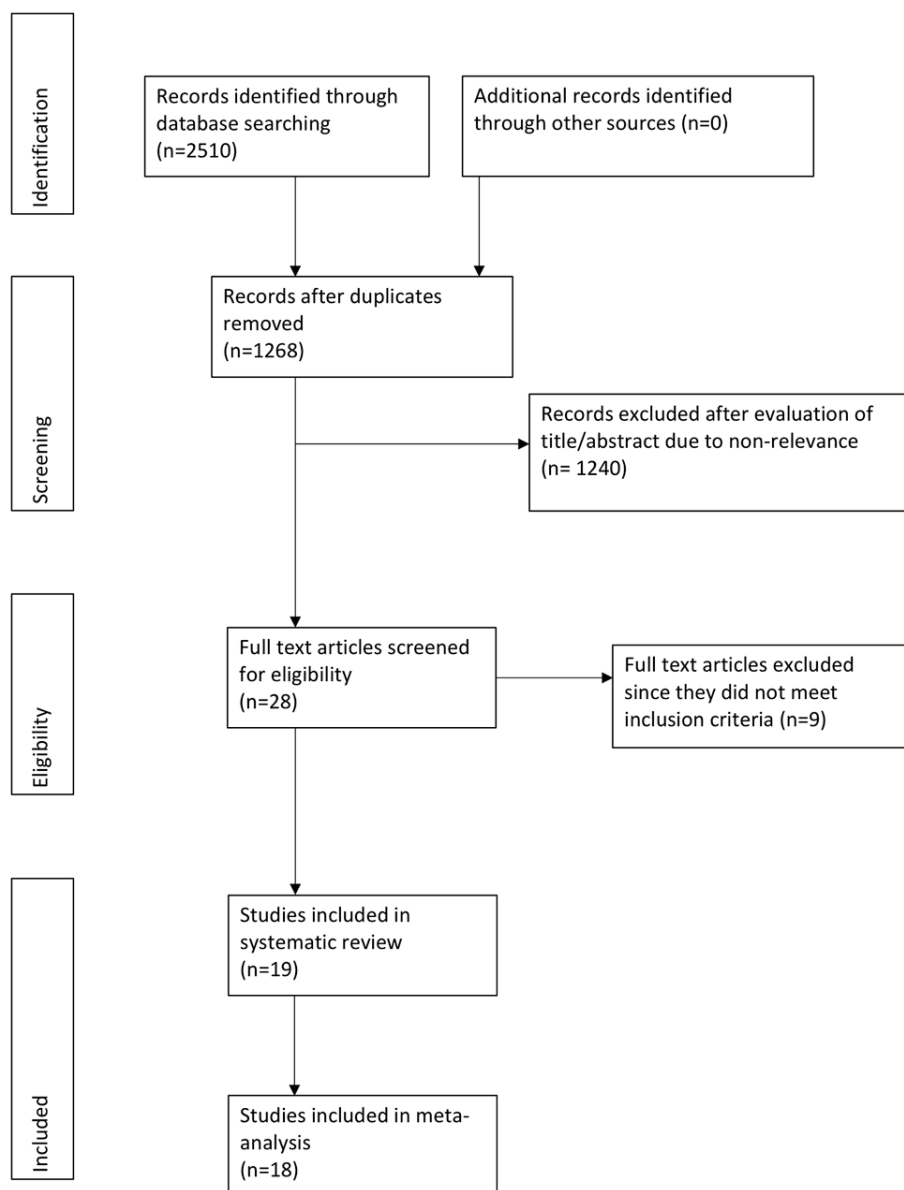 Identification
Records identified through
database searching
(n=2510)
Additional records identified
through other sources (n=0)
Screening
Records after duplicates
removed
(n=1268)
Records excluded after evaluation of
title/abstract due to non-relevance
(n= 1240)
Eligibility
Full text articles screened
for eligibility
(n=28)
Full text articles excluded
since they did not meet
inclusion criteria (n=9)
Included
Studies included in
systematic review
(n=19)
Studies included in meta-
analysis
(n=18)